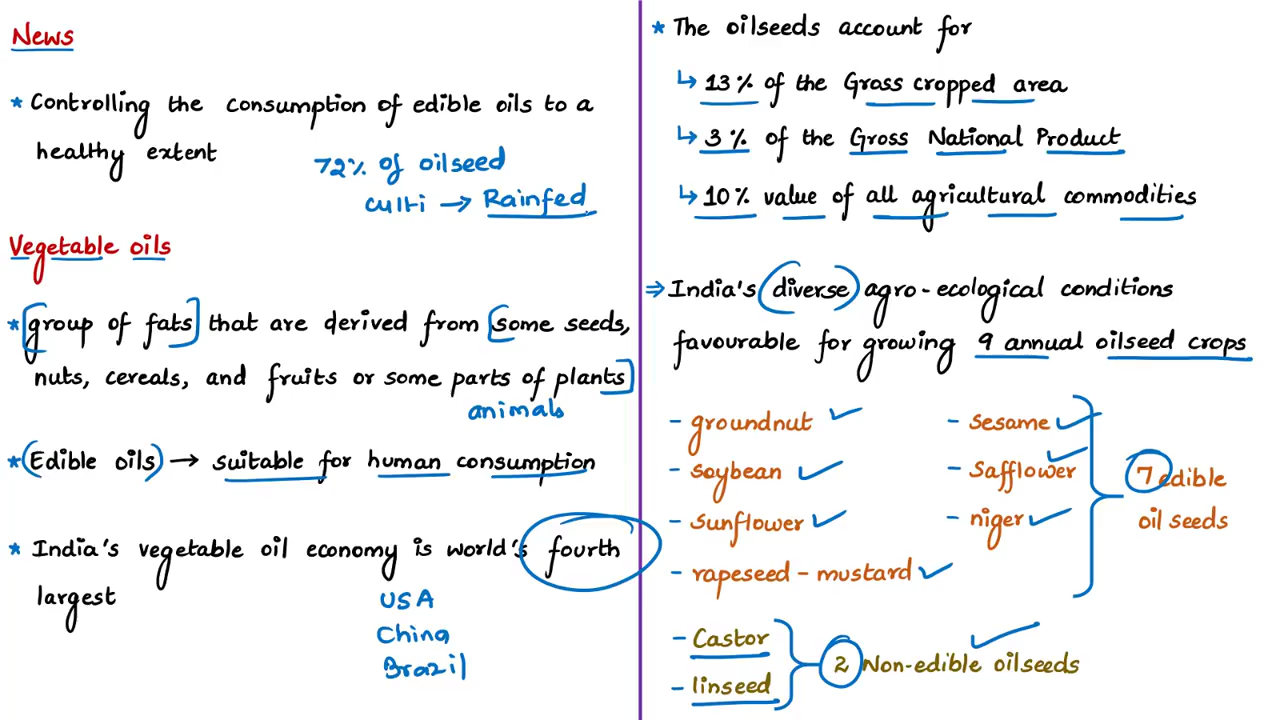 News
* Controlling the consumption of edible oils to a
healthy extent
72% of oilseed
culti → Rainfed
Vegetable oils
* [group of fats] that are derived from [some seeds,
nuts, cereals, and fruits or some parts of plants]
animals
* (Edible oils) → suitable for human consumption
* India's vegetable oil economy is world's fourth
largest
USA
China
Brazil
* The oilseeds account for
↳ 13% of the Gross cropped area
↳ 3% of the Gross National Product
↳ 10% value of all agricultural commodities
⇒ India's (diverse) agro-ecological conditions
favourable for growing 9 annual oilseed crops
- groundnut ✓
- soybean ✓
- sunflower ✓
- rapeseed - mustard ✓
- sesame ✓
- Safflower ✓
- niger ✓
7 edible
oil seeds
- Castor
- linseed
2 Non-edible oilseeds ✓